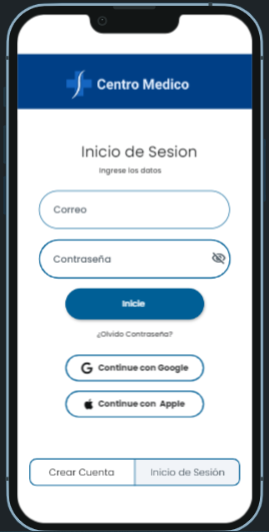 Centro Medico
Inicio de Sesion
Ingrese los datos
Correo
Contraseña
Inicie
¿Olvido Contraseña?
Continue con Google
Continue con Apple
Crear Cuenta Inicio de Sesión